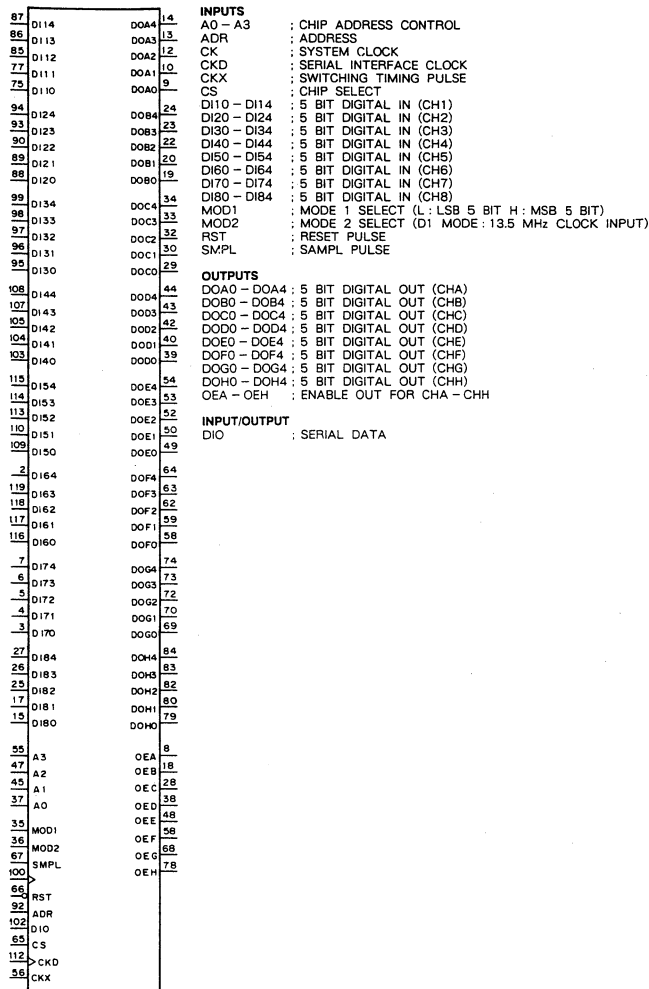 87 DI14 DOA4 14
86 DI13 DOA3 13
85 DI12 DOA2 12
77 DI11 DOA1 10
75 DI10 DOA0 9
94 DI24 DOB4 24
93 DI23 DOB3 23
90 DI22 DOB2 22
89 DI21 DOB1 20
88 DI20 DOB0 19
99 DI34 DOC4 34
98 DI33 DOC3 33
97 DI32 DOC2 32
96 DI31 DOC1 30
95 DI30 DOC0 29
108 DI44 DOD4 44
107 DI43 DOD3 43
105 DI42 DOD2 42
104 DI41 DOD1 40
103 DI40 DOD0 39
115 DI54 DOE4 54
114 DI53 DOE3 53
113 DI52 DOE2 52
110 DI51 DOE1 50
109 DI50 DOE0 49
2 DI64 DOF4 64
119 DI63 DOF3 63
118 DI62 DOF2 62
117 DI61 DOF1 59
116 DI60 DOF0 58
7 DI74 DOG4 74
6 DI73 DOG3 73
5 DI72 DOG2 72
4 DI71 DOG1 70
3 DI70 DOG0 69
27 DI84 DOH4 84
26 DI83 DOH3 83
25 DI82 DOH2 82
17 DI81 DOH1 80
15 DI80 DOH0 79
55 A3 OEA 8
47 A2 OEB 18
45 A1 OEC 28
37 A0 OED 38
OEE 48
35 MOD1 OEF 58
36 MOD2 OEG 68
67 SMPL OEH 78
100
66 RST
92 ADR
102 DIO
65 CS
112 CKD
56 CKX
INPUTS
A0 – A3 ; CHIP ADDRESS CONTROL
ADR ; ADDRESS
CK ; SYSTEM CLOCK
CKD ; SERIAL INTERFACE CLOCK
CKX ; SWITCHING TIMING PULSE
CS ; CHIP SELECT
DI10 – DI14 ; 5 BIT DIGITAL IN (CH1)
DI20 – DI24 ; 5 BIT DIGITAL IN (CH2)
DI30 – DI34 ; 5 BIT DIGITAL IN (CH3)
DI40 – DI44 ; 5 BIT DIGITAL IN (CH4)
DI50 – DI54 ; 5 BIT DIGITAL IN (CH5)
DI60 – DI64 ; 5 BIT DIGITAL IN (CH6)
DI70 – DI74 ; 5 BIT DIGITAL IN (CH7)
DI80 – DI84 ; 5 BIT DIGITAL IN (CH8)
MOD1 ; MODE 1 SELECT (L : LSB 5 BIT H : MSB 5 BIT)
MOD2 ; MODE 2 SELECT (D1 MODE : 13.5 MHz CLOCK INPUT)
RST ; RESET PULSE
SMPL ; SAMPL PULSE
OUTPUTS
DOA0 – DOA4 ; 5 BIT DIGITAL OUT (CHA)
DOB0 – DOB4 ; 5 BIT DIGITAL OUT (CHB)
DOC0 – DOC4 ; 5 BIT DIGITAL OUT (CHC)
DOD0 – DOD4 ; 5 BIT DIGITAL OUT (CHD)
DOE0 – DOE4 ; 5 BIT DIGITAL OUT (CHE)
DOF0 – DOF4 ; 5 BIT DIGITAL OUT (CHF)
DOG0 – DOG4 ; 5 BIT DIGITAL OUT (CHG)
DOH0 – DOH4 ; 5 BIT DIGITAL OUT (CHH)
OEA – OEH ; ENABLE OUT FOR CHA – CHH
INPUT/OUTPUT
DIO ; SERIAL DATA